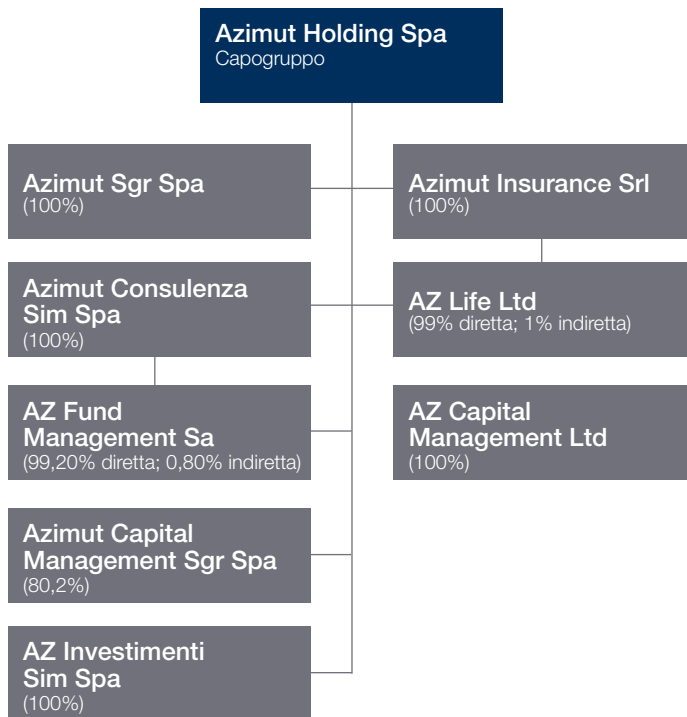 Azimut Holding Spa
Capogruppo
Azimut Sgr Spa
(100%)
Azimut Insurance Srl
(100%)
Azimut Consulenza
Sim Spa
(100%)
AZ Life Ltd
(99% diretta; 1% indiretta)
AZ Fund
Management Sa
(99,20% diretta; 0,80% indiretta)
AZ Capital
Management Ltd
(100%)
Azimut Capital
Management Sgr Spa
(80,2%)
AZ Investimenti
Sim Spa
(100%)